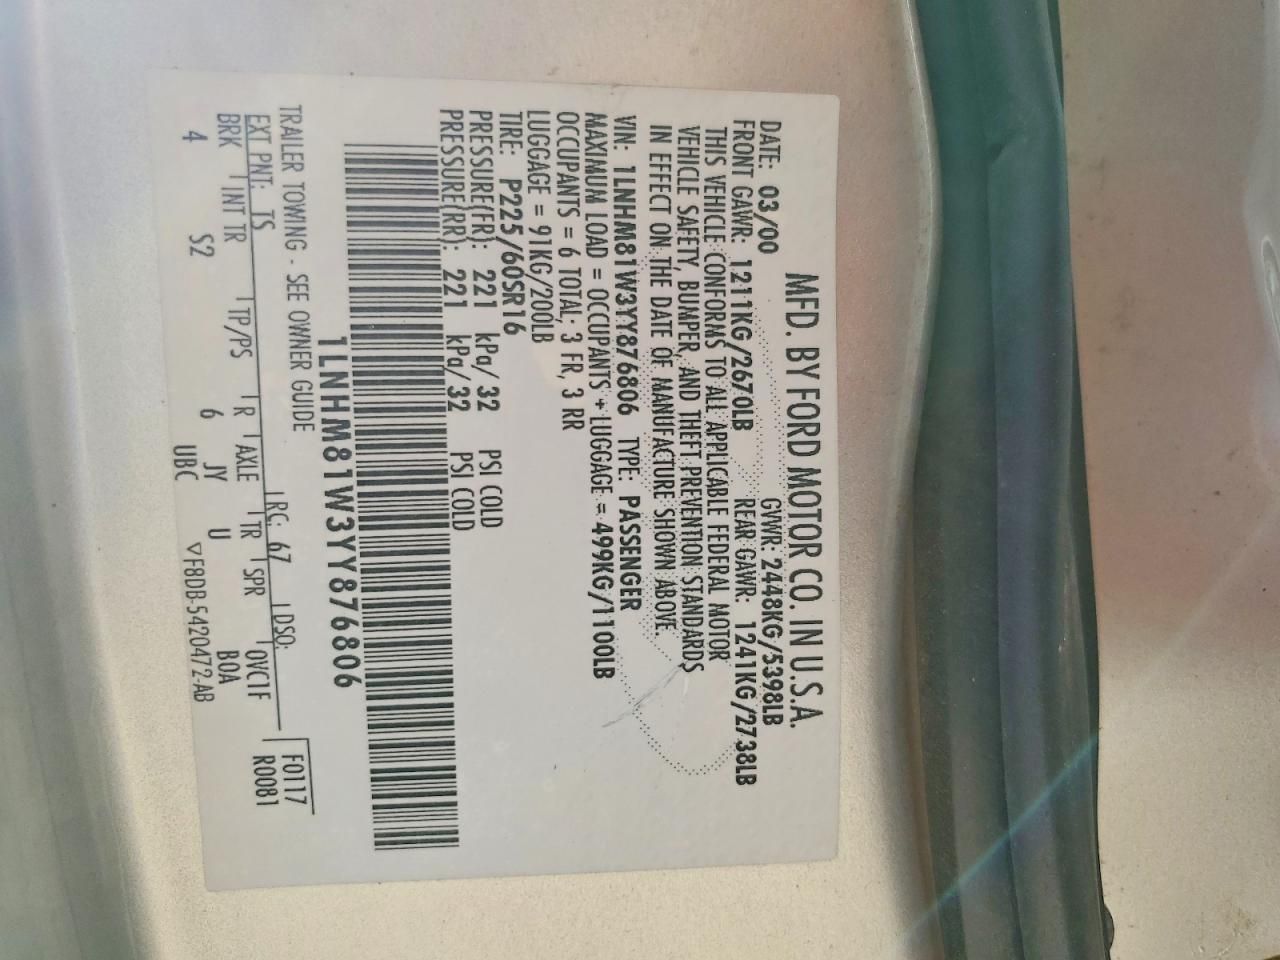 MFD. BY FORD MOTOR CO. IN U.S.A.
DATE: 03/00 GVWR: 2448KG/5398LB
FRONT GAWR: 1211KG/2670LB REAR GAWR: 1241KG/2738LB
THIS VEHICLE CONFORMS TO ALL APPLICABLE FEDERAL MOTOR
VEHICLE SAFETY, BUMPER, AND THEFT PREVENTION STANDARDS
IN EFFECT ON THE DATE OF MANUFACTURE SHOWN ABOVE.
VIN: 1LNHM81W3YY876806 TYPE: PASSENGER
MAXIMUM LOAD = OCCUPANTS + LUGGAGE = 499KG/1100LB
OCCUPANTS = 6 TOTAL; 3 FR, 3 RR
LUGGAGE = 91KG/200LB
TIRE: P225/60SR16
PRESSURE(FR): 221 kPa/ 32 PSI COLD
PRESSURE(RR): 221 kPa/32 PSI COLD
1LNHM81W3YY876806
TRAILER TOWING - SEE OWNER GUIDE
F0117
R0081
EXT PNT: TS RC: 67 DSO:
BRK INT TR TP/PS R AXLE TR SPR OVC1F
4 S2 6 JY U BOA
UBC ▽F8DB-5420472-AB